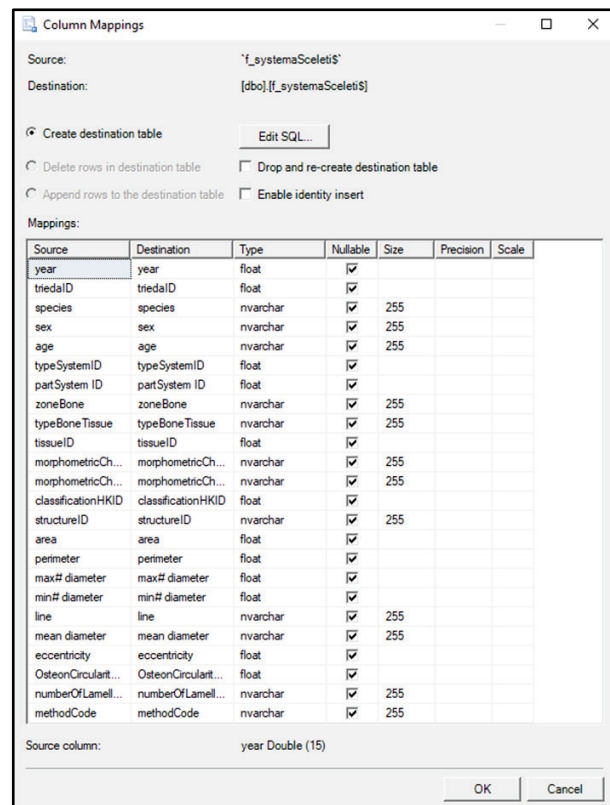 Column Mappings
Source: `f_systemaSceleti$`
Destination: [dbo].[f_systemaSceleti$]
Create destination table Edit SQL...
Delete rows in destination table Drop and re-create destination table
Append rows to the destination table Enable identity insert
Mappings:
Source Destination Type Nullable Size Precision Scale
year year float
triedaID triedaID float
species species nvarchar 255
sex sex nvarchar 255
age age nvarchar 255
typeSystemID typeSystemID float
partSystem ID partSystem ID float
zoneBone zoneBone nvarchar 255
typeBoneTissue typeBoneTissue nvarchar 255
tissueID tissueID float
morphometricCh... morphometricCh... nvarchar 255
morphometricCh... morphometricCh... nvarchar 255
classificationHKID classificationHKID float
structureID structureID nvarchar 255
area area float
perimeter perimeter float
max# diameter max# diameter float
min# diameter min# diameter float
line line nvarchar 255
mean diameter mean diameter nvarchar 255
eccentricity eccentricity float
OsteonCircularit... OsteonCircularit... float
numberOfLamell... numberOfLamell... nvarchar 255
methodCode methodCode nvarchar 255
Source column: year Double (15)
OK Cancel